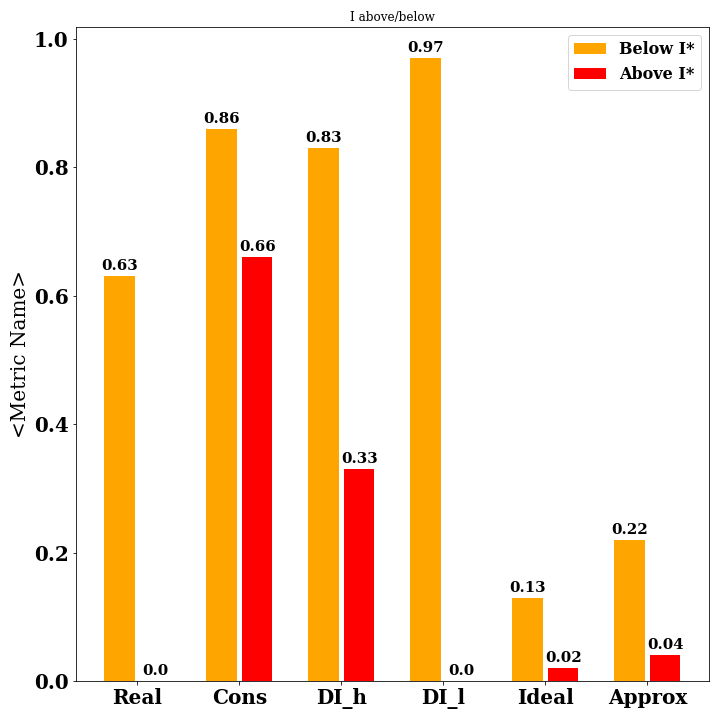 I above/below
Below I*
Above I*
<Metric Name>
1.0
0.8
0.6
0.4
0.2
0.0
0.63
0.0
0.86
0.66
0.83
0.33
0.97
0.0
0.13
0.02
0.22
0.04
Real
Cons
DI_h
DI_l
Ideal
Approx